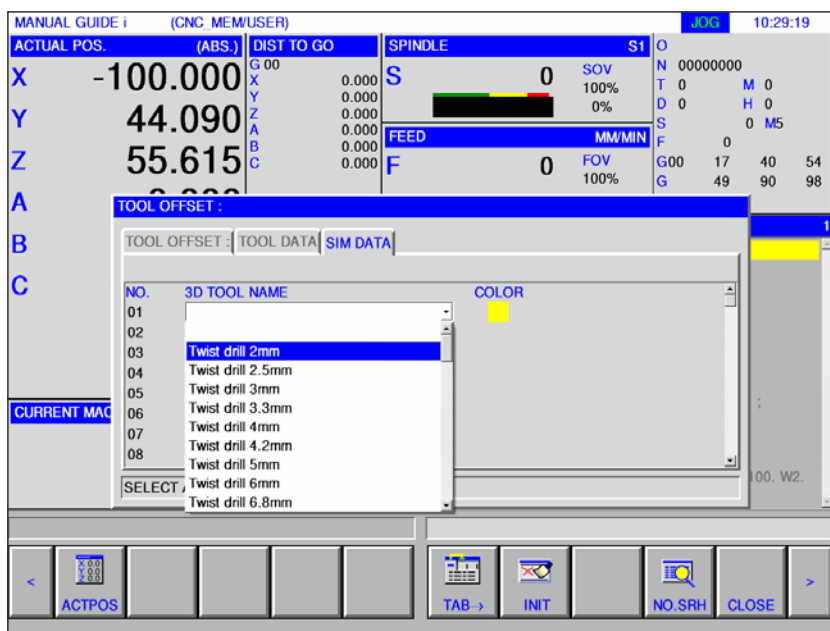 MANUAL GUIDE i (CNC_MEM/USER) JOG 10:29:19
ACTUAL POS. (ABS.)
X -100.000
Y 44.090
Z 55.615
A
B
C
DIST TO GO
G 00
X 0.000
Y 0.000
Z 0.000
A 0.000
B 0.000
C 0.000
SPINDLE S1
S 0 SOV
100%
0%
FEED MM/MIN
F 0 FOV
100%
O
N 00000000
T 0 M 0
D 0 H 0
S 0 M5
F 0
G00 17 40 54
G 49 90 98
1
TOOL OFFSET :
TOOL OFFSET : TOOL DATA SIM DATA
NO. 3D TOOL NAME COLOR
01
02
03
04
05
06
07
08
Twist drill 2mm
Twist drill 2.5mm
Twist drill 3mm
Twist drill 3.3mm
Twist drill 4mm
Twist drill 4.2mm
Twist drill 5mm
Twist drill 6mm
Twist drill 6.8mm
SELECT
CURRENT
:
100. W2.
< ACTPOS TAB→ INIT NO.SRH CLOSE >